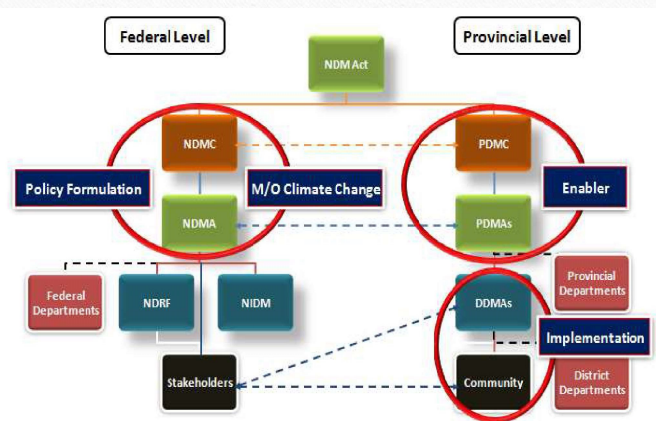 Federal Level
Provincial Level
NDM Act
NDMC
PDMC
Policy Formulation
M/O Climate Change
Enabler
NDMA
PDMAs
Federal
Departments
NDRF
NIDM
DDMAs
Provincial
Departments
Implementation
Stakeholders
Community
District
Departments